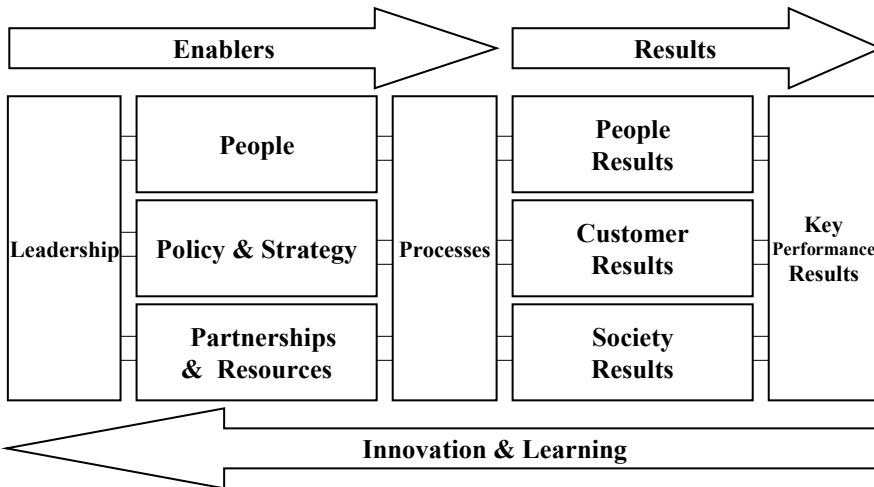 Enablers
Results
Leadership
People
Policy & Strategy
Partnerships
& Resources
Processes
People
Results
Customer
Results
Society
Results
Key
Performance
Results
Innovation & Learning